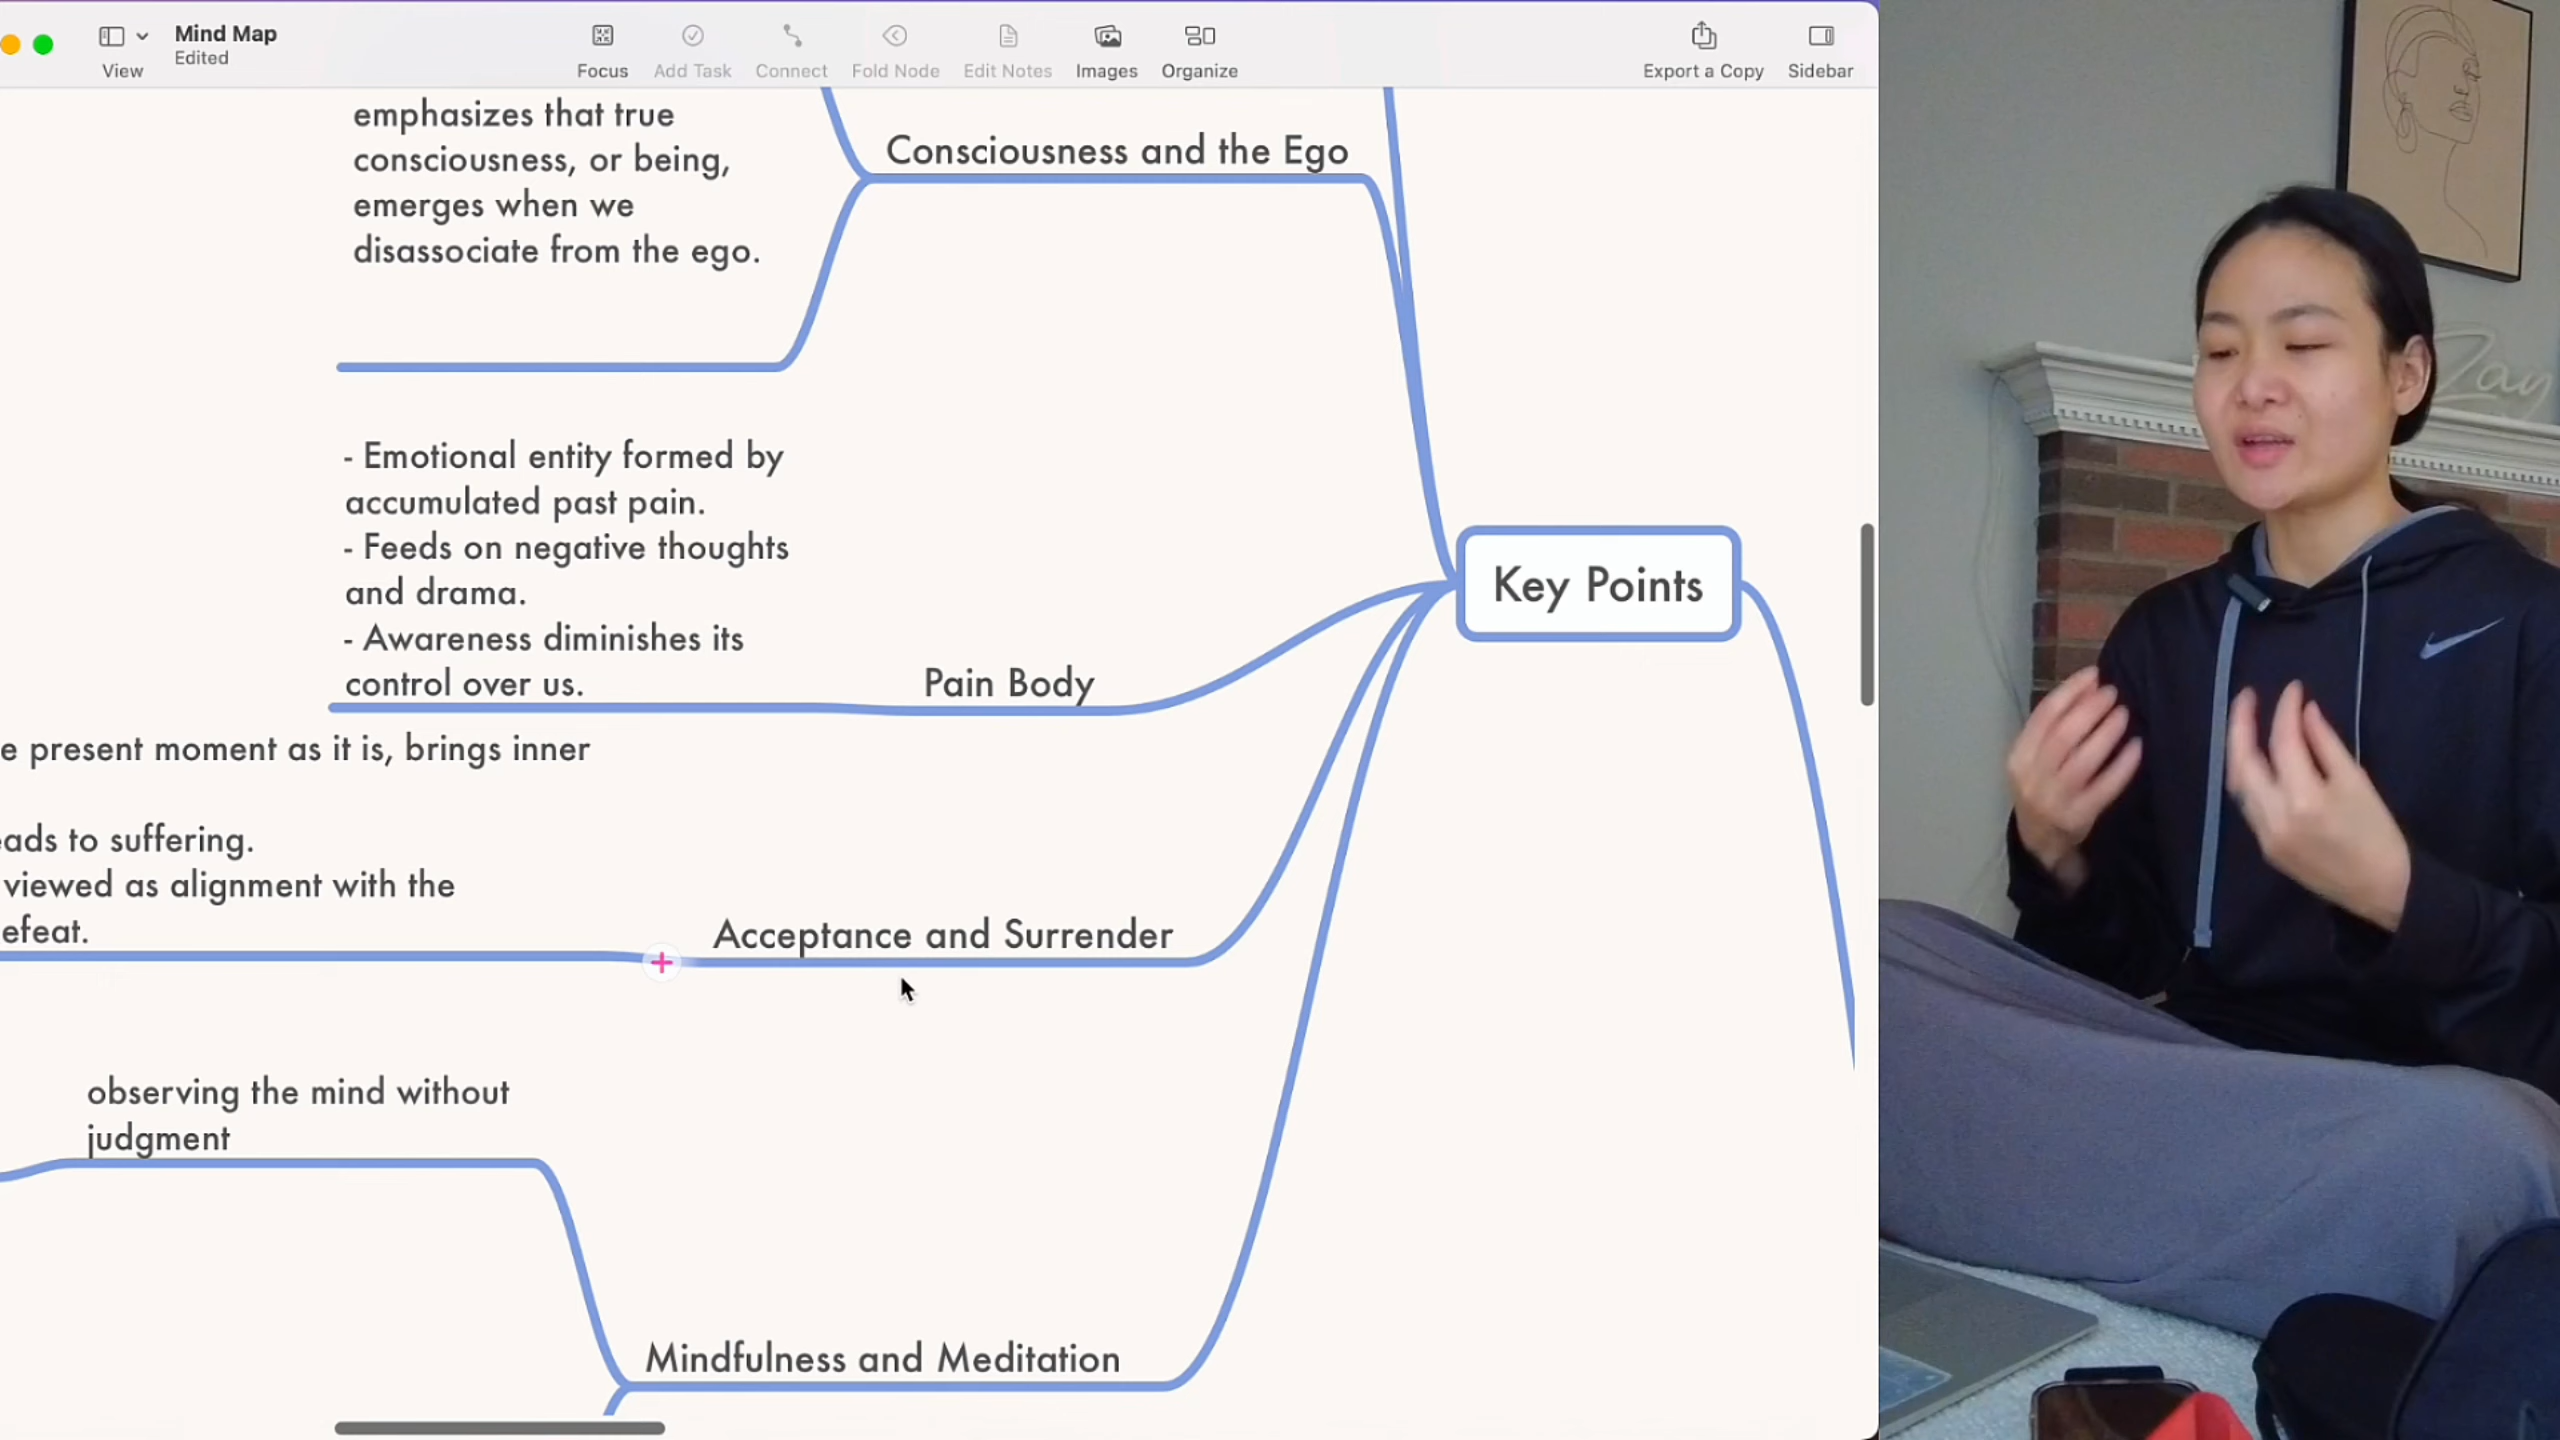 Mind Map
Edited
View
Focus
Add Task
Connect
Fold Node
Edit Notes
Images
Organize
Export a Copy
Sidebar
emphasizes that true
consciousness, or being,
emerges when we
disassociate from the ego.
Consciousness and the Ego
- Emotional entity formed by
accumulated past pain.
- Feeds on negative thoughts
and drama.
- Awareness diminishes its
control over us.
Pain Body
Key Points
e present moment as it is, brings inner
eads to suffering.
viewed as alignment with the
efeat.
Acceptance and Surrender
observing the mind without
judgment
Mindfulness and Meditation
Zay